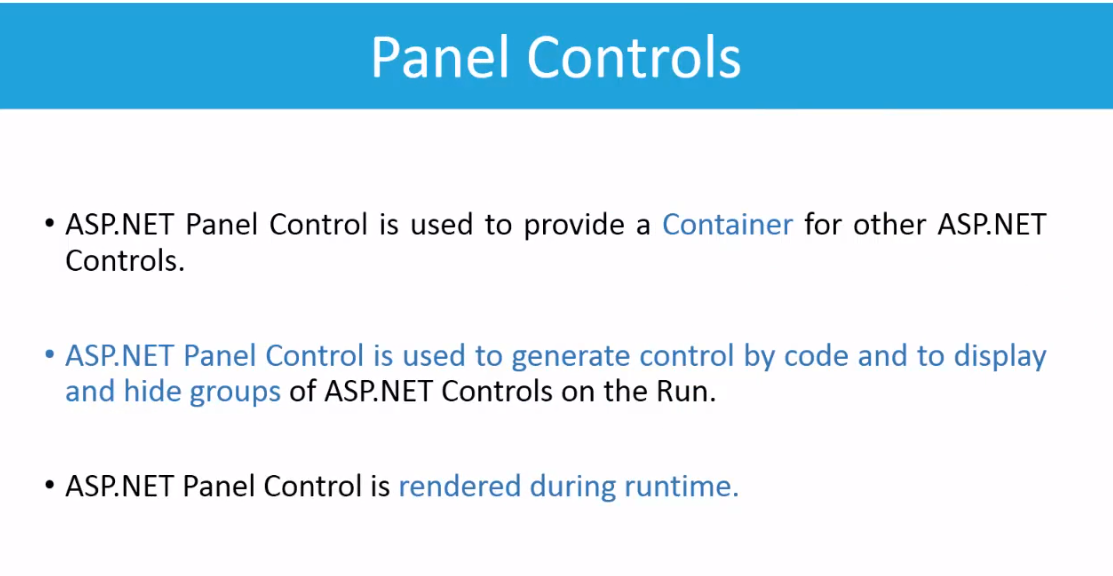 Panel Controls
• ASP.NET Panel Control is used to provide a Container for other ASP.NET
Controls.
• ASP.NET Panel Control is used to generate control by code and to display
and hide groups of ASP.NET Controls on the Run.
• ASP.NET Panel Control is rendered during runtime.